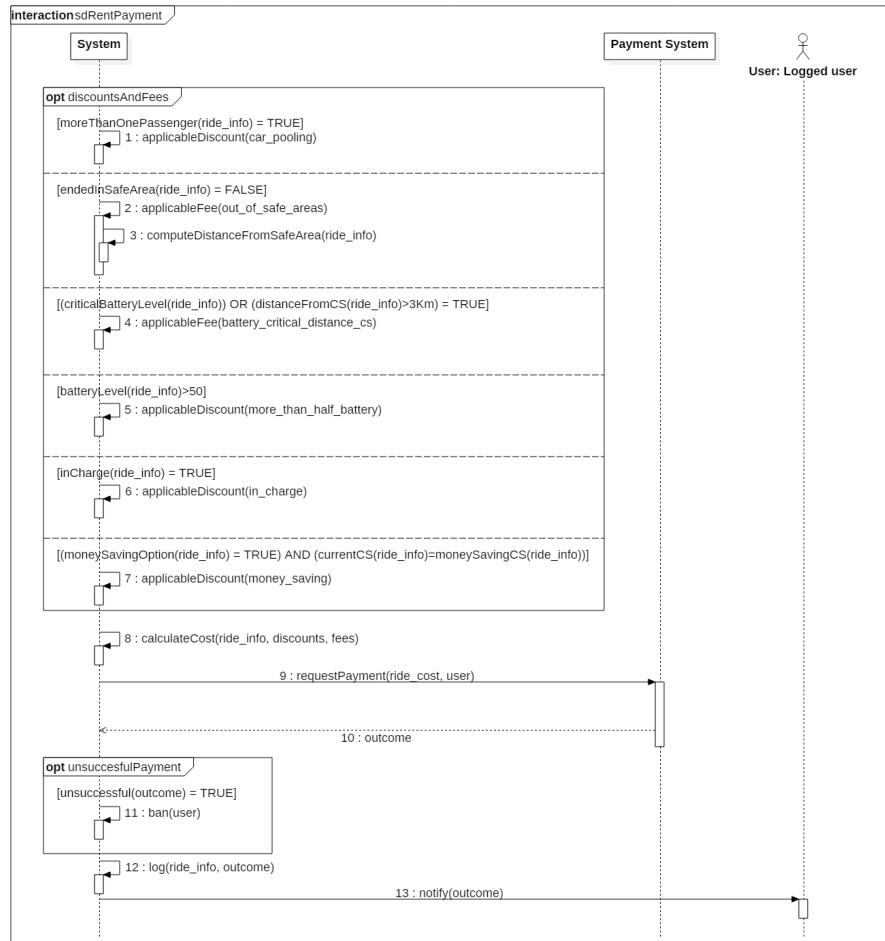 interaction sdRentPayment
System
Payment System
User: Logged user
opt discountsAndFees
[moreThanOnePassenger(ride_info) = TRUE]
1 : applicableDiscount(car_pooling)
[endedInSafeArea(ride_info) = FALSE]
2 : applicableFee(out_of_safe_areas)
3 : computeDistanceFromSafeArea(ride_info)
[(criticalBatteryLevel(ride_info)) OR (distanceFromCS(ride_info)>3Km) = TRUE]
4 : applicableFee(battery_critical_distance_cs)
[batteryLevel(ride_info)>50]
5 : applicableDiscount(more_than_half_battery)
[inCharge(ride_info) = TRUE]
6 : applicableDiscount(in_charge)
[(moneySavingOption(ride_info) = TRUE) AND (currentCS(ride_info)=moneySavingCS(ride_info))]
7 : applicableDiscount(money_saving)
8 : calculateCost(ride_info, discounts, fees)
9 : requestPayment(ride_cost, user)
10 : outcome
opt unsuccesfulPayment
[unsuccessful(outcome) = TRUE]
11 : ban(user)
12 : log(ride_info, outcome)
13 : notify(outcome)